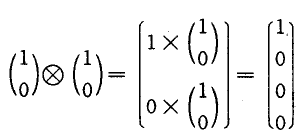 (1 0) ⊗ (1 0) = [1 × (1 0) 0 × (1 0)] = [1 0 0 0]